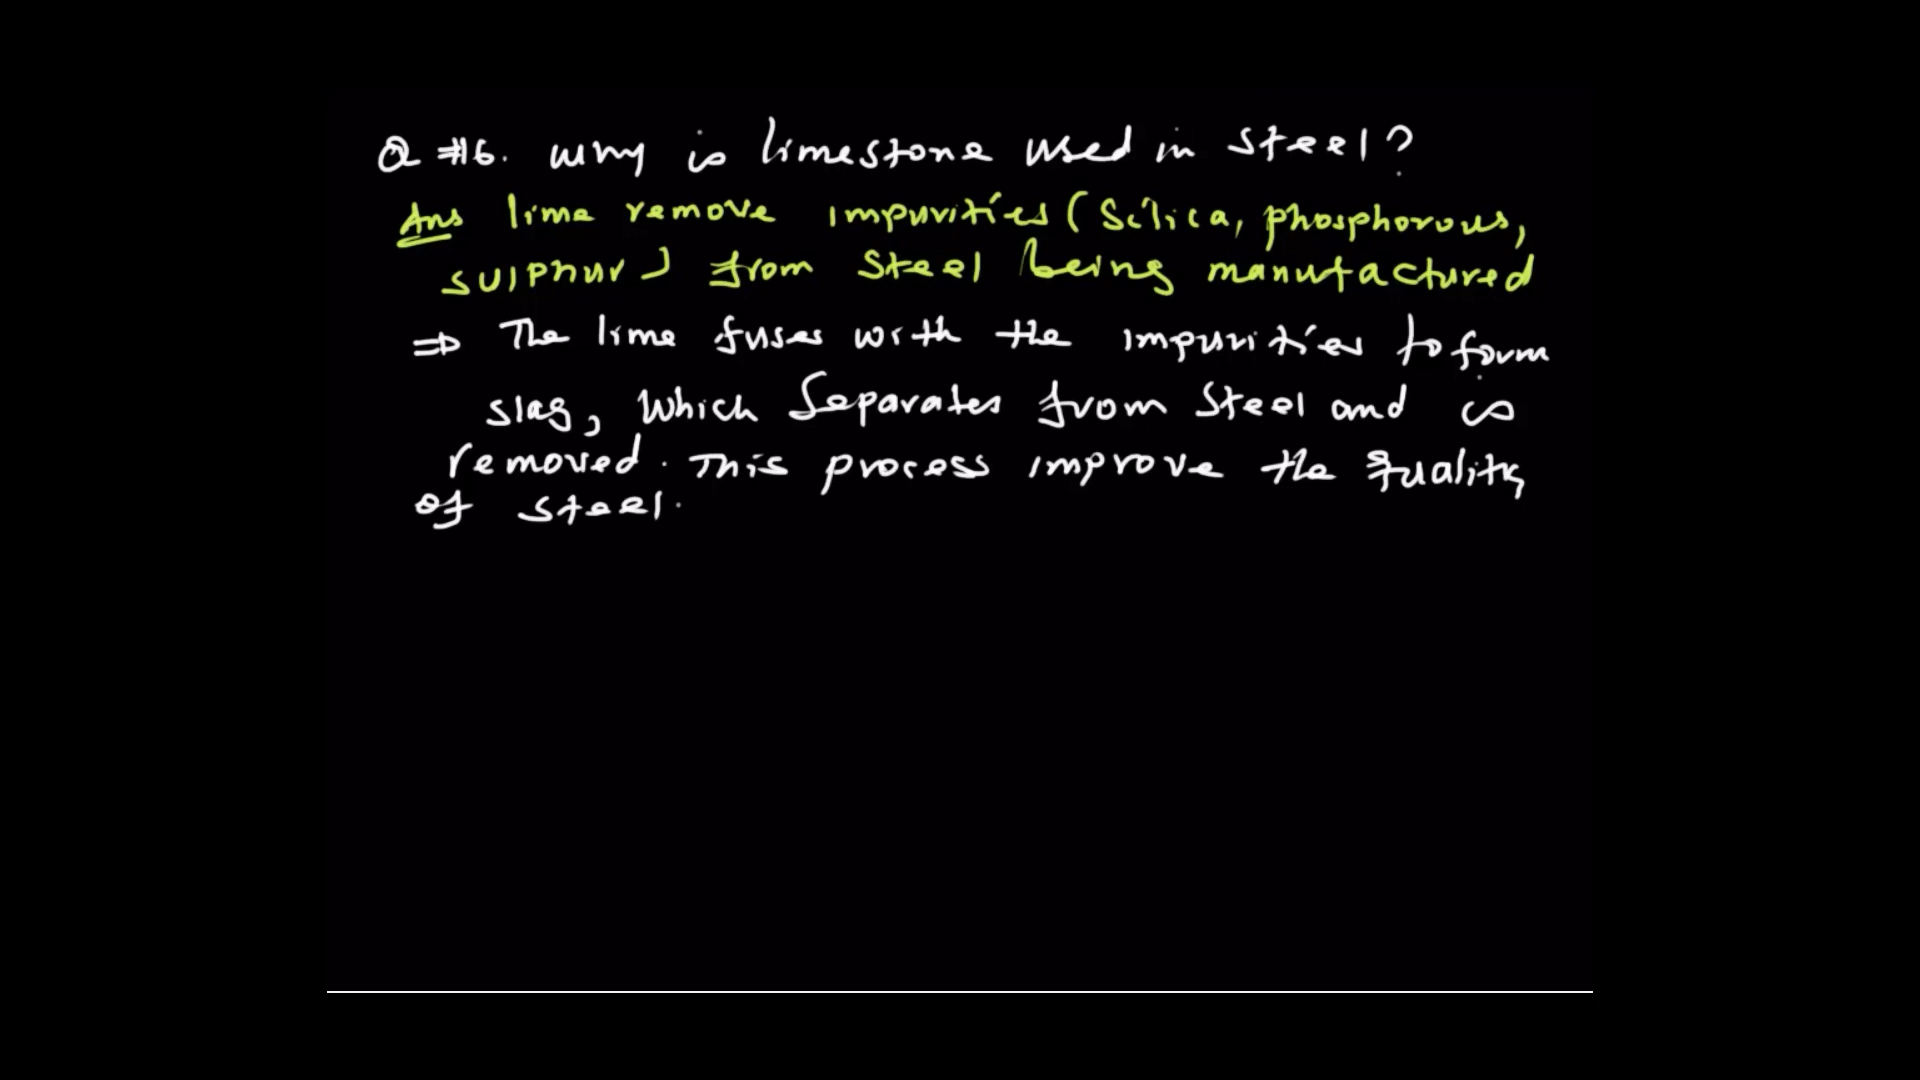 Q #6. Why is limestone used in steel?
Ans lime remove impurities (Silica, phosphorous,
sulphur) from Steel being manufactured
⇒ The lime fuses with the impurities to form
slag, which Separates from Steel and is
removed. This process improve the quality
of steel.